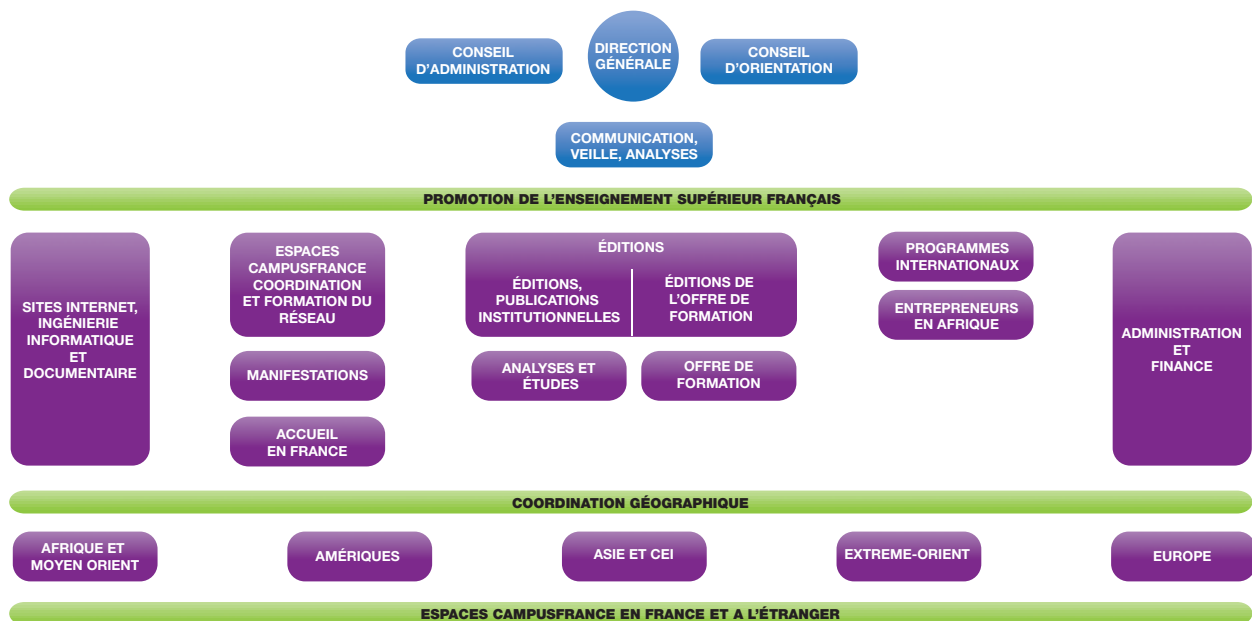 CONSEIL
D'ADMINISTRATION
DIRECTION
GÉNÉRALE
CONSEIL
D'ORIENTATION
COMMUNICATION,
VEILLE, ANALYSES
PROMOTION DE L'ENSEIGNEMENT SUPÉRIEUR FRANÇAIS
SITES INTERNET,
INGÉNIERIE
INFORMATIQUE
ET
DOCUMENTAIRE
ESPACES
CAMPUSFRANCE
COORDINATION
ET FORMATION DU
RÉSEAU
MANIFESTATIONS
ACCUEIL
EN FRANCE
ÉDITIONS
ÉDITIONS,
PUBLICATIONS
INSTITUTIONNELLES
ÉDITIONS DE
L'OFFRE DE
FORMATION
ANALYSES ET
ÉTUDES
OFFRE DE
FORMATION
PROGRAMMES
INTERNATIONAUX
ENTREPRENEURS
EN AFRIQUE
ADMINISTRATION
ET
FINANCE
COORDINATION GÉOGRAPHIQUE
AFRIQUE ET
MOYEN ORIENT
AMÉRIQUES
ASIE ET CEI
EXTREME-ORIENT
EUROPE
ESPACES CAMPUSFRANCE EN FRANCE ET A L'ÉTRANGER